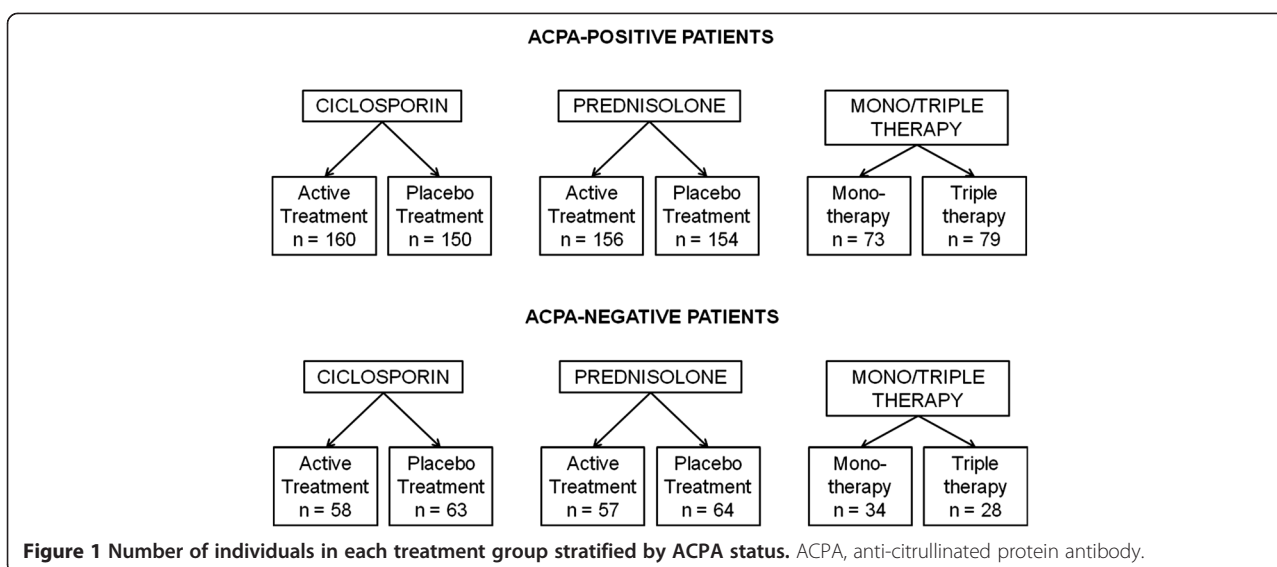 ACPA-POSITIVE PATIENTS
CICLOSPORIN
PREDNISOLONE
MONO/TRIPLE
THERAPY
Active
Treatment
n = 160
Placebo
Treatment
n = 150
Active
Treatment
n = 156
Placebo
Treatment
n = 154
Mono-
therapy
n = 73
Triple
therapy
n = 79
ACPA-NEGATIVE PATIENTS
CICLOSPORIN
PREDNISOLONE
MONO/TRIPLE
THERAPY
Active
Treatment
n = 58
Placebo
Treatment
n = 63
Active
Treatment
n = 57
Placebo
Treatment
n = 64
Mono-
therapy
n = 34
Triple
therapy
n = 28
Figure 1 Number of individuals in each treatment group stratified by ACPA status. ACPA, anti-citrullinated protein antibody.